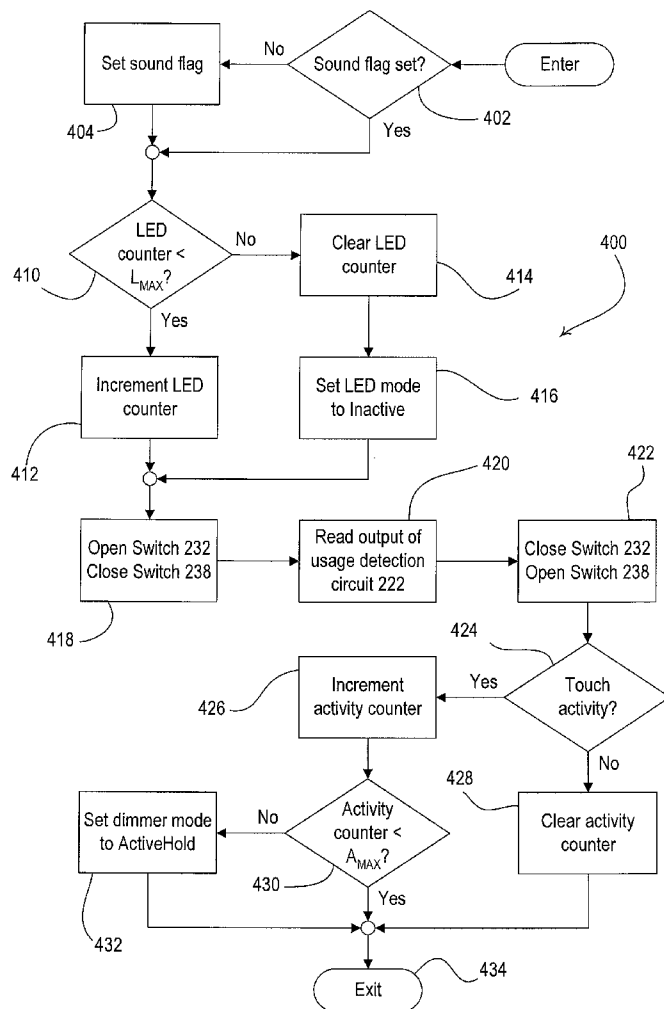 Enter
Sound flag set?
402
No
Set sound flag
404
Yes
LED
counter <
L_MAX?
410
No
Clear LED
counter
414
400
Yes
Increment LED
counter
412
Set LED mode
to Inactive
416
Open Switch 232
Close Switch 238
418
Read output of
usage detection
circuit 222
420
Close Switch 232
Open Switch 238
422
Touch
activity?
424
Yes
Increment
activity counter
426
No
Clear activity
counter
428
Activity
counter <
A_MAX?
430
No
Set dimmer mode
to ActiveHold
432
Yes
Exit
434